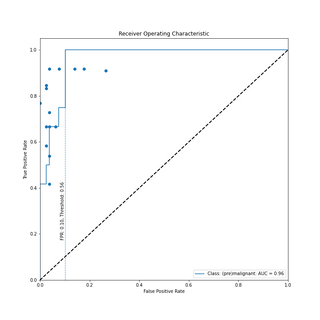 Receiver Operating Characteristic
1.0
0.8
0.6
0.4
0.2
0.0
True Positive Rate
FPR: 0.10, Threshold: 0.56
Class: (pre)malignant: AUC = 0.96
0.0 0.2 0.4 0.6 0.8 1.0
False Positive Rate